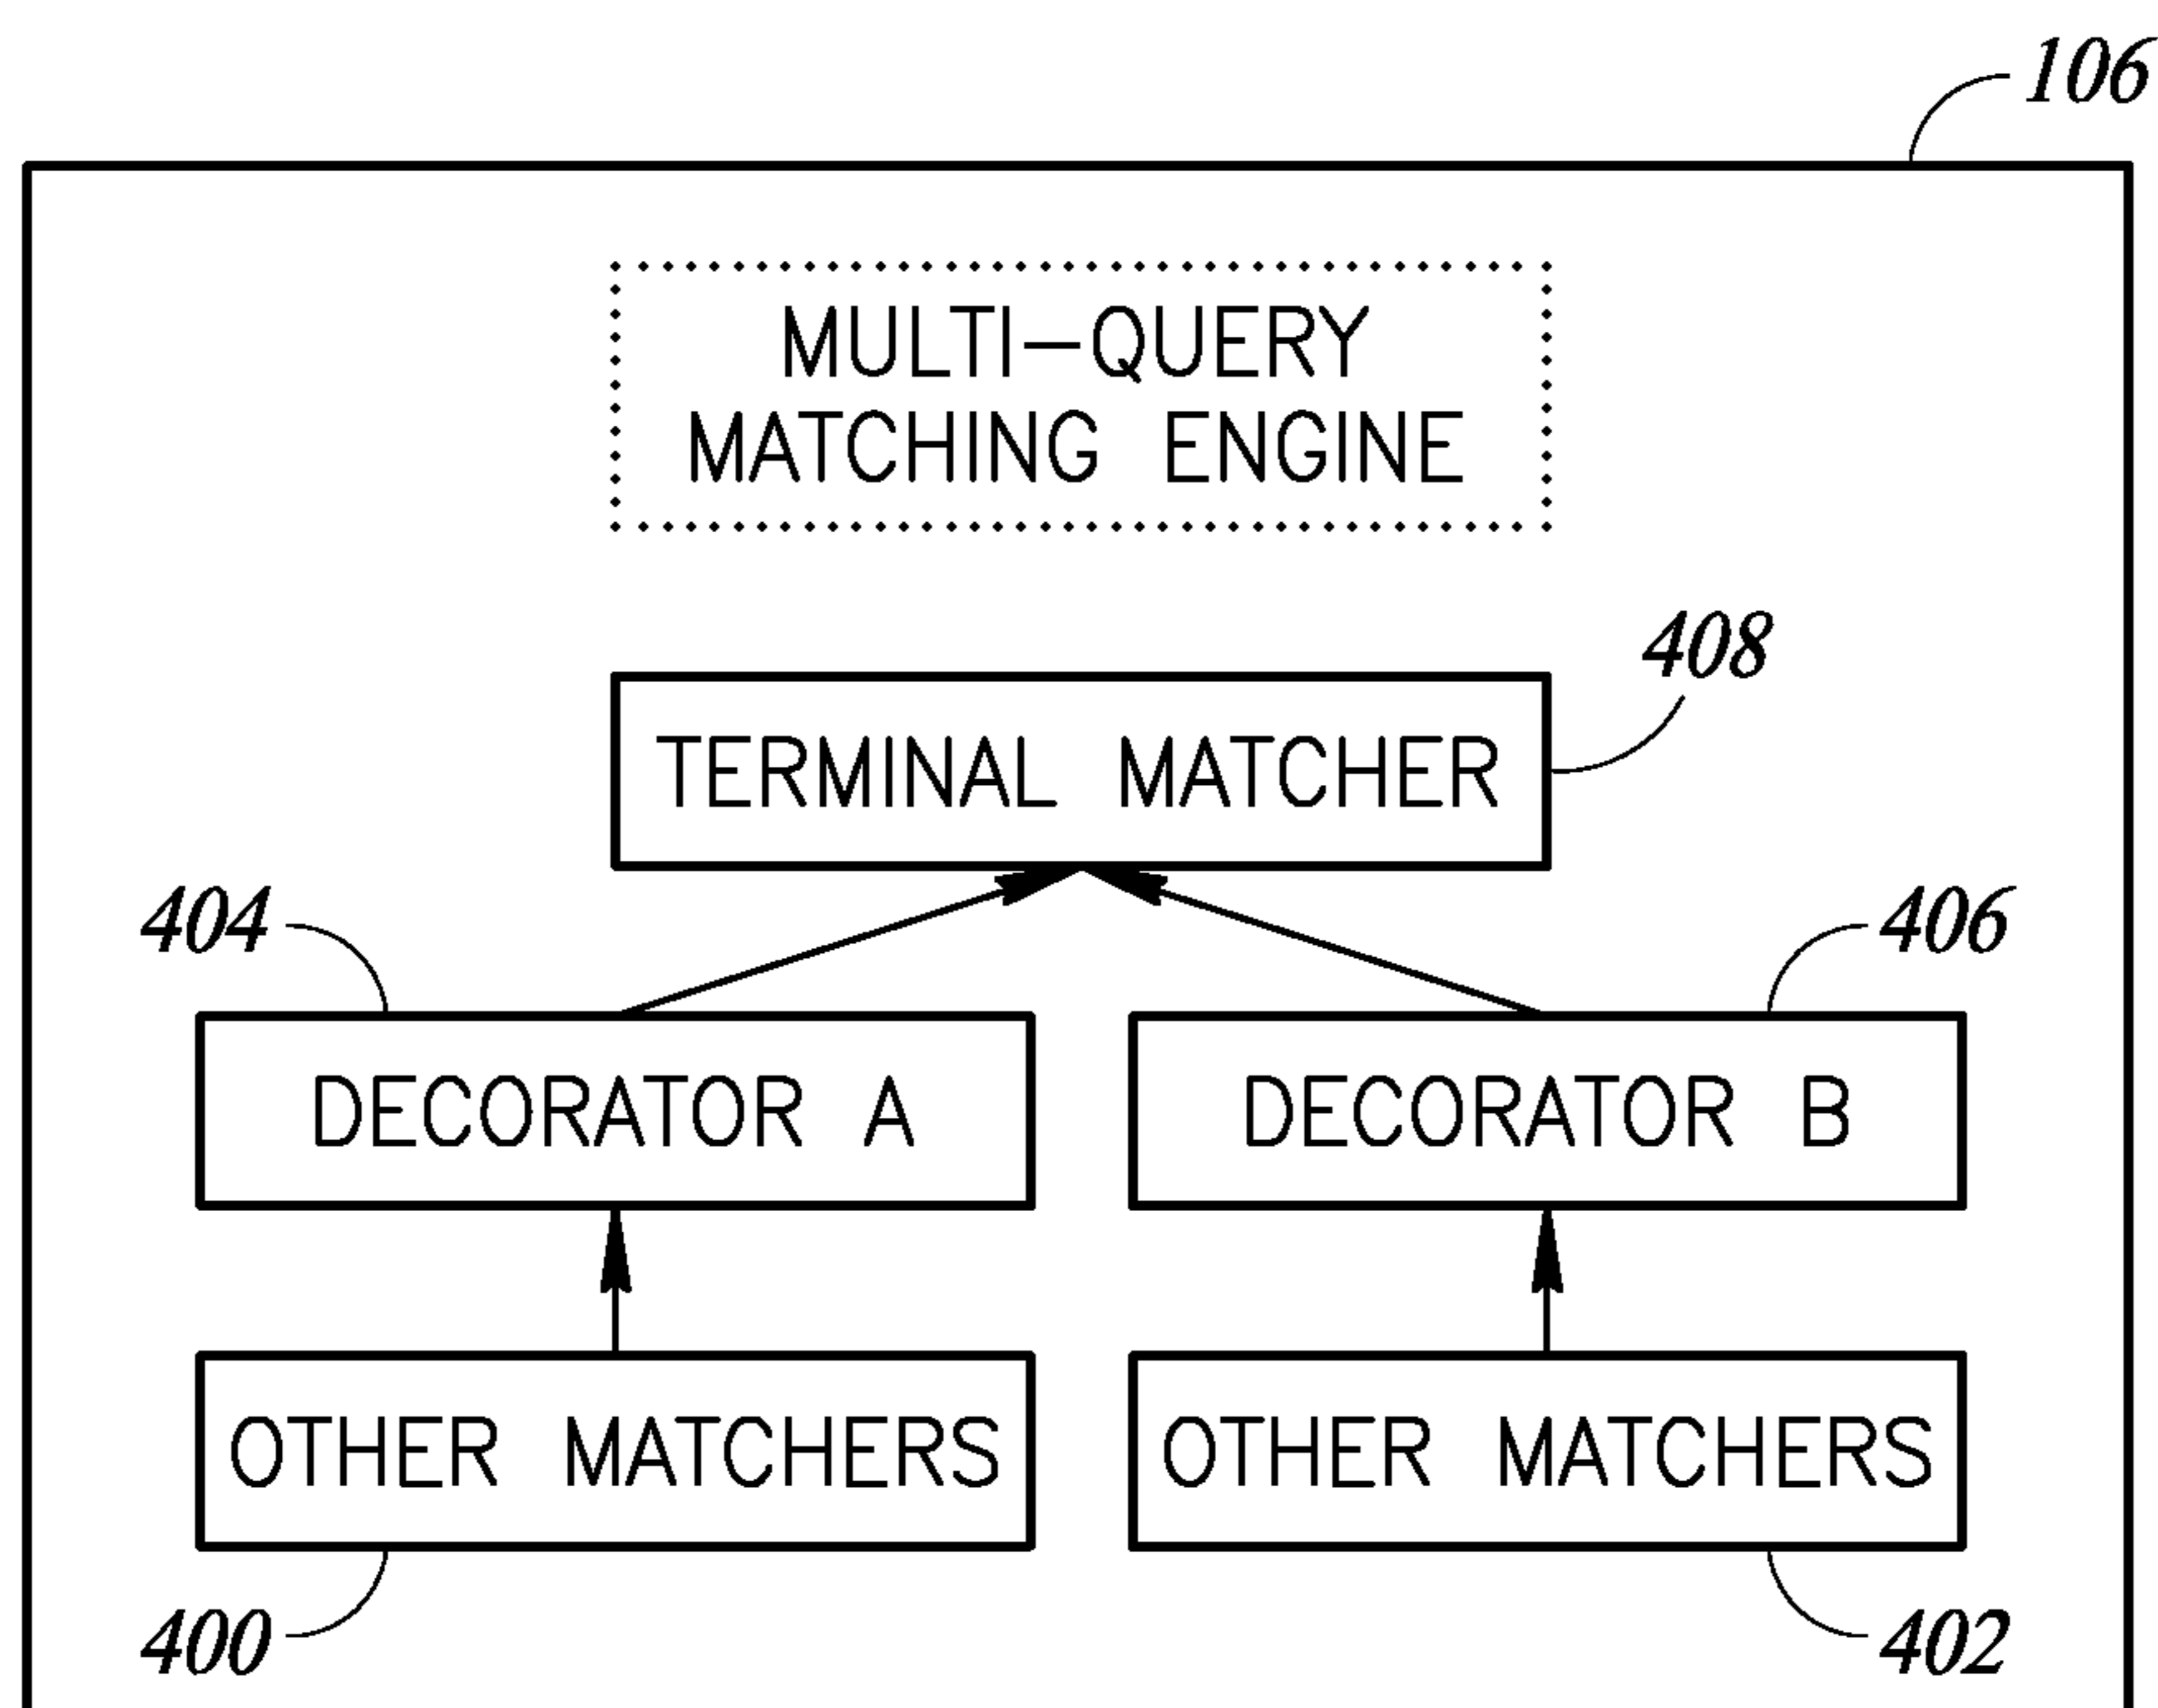 106
MULTI-QUERY
MATCHING ENGINE
408
TERMINAL MATCHER
404
406
DECORATOR A
DECORATOR B
OTHER MATCHERS
OTHER MATCHERS
400
402